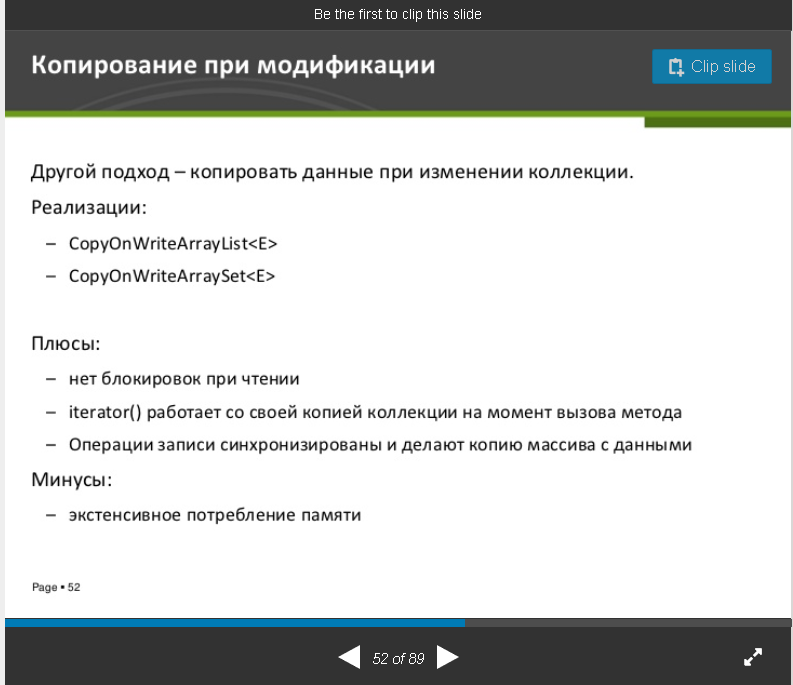 Be the first to clip this slide
Копирование при модификации
Clip slide
Другой подход – копировать данные при изменении коллекции.
Реализации:
– CopyOnWriteArrayList<E>
– CopyOnWriteArraySet<E>
Плюсы:
– нет блокировок при чтении
– iterator() работает со своей копией коллекции на момент вызова метода
– Операции записи синхронизированы и делают копию массива с данными
Минусы:
– экстенсивное потребление памяти
Page ▪ 52
52 of 89